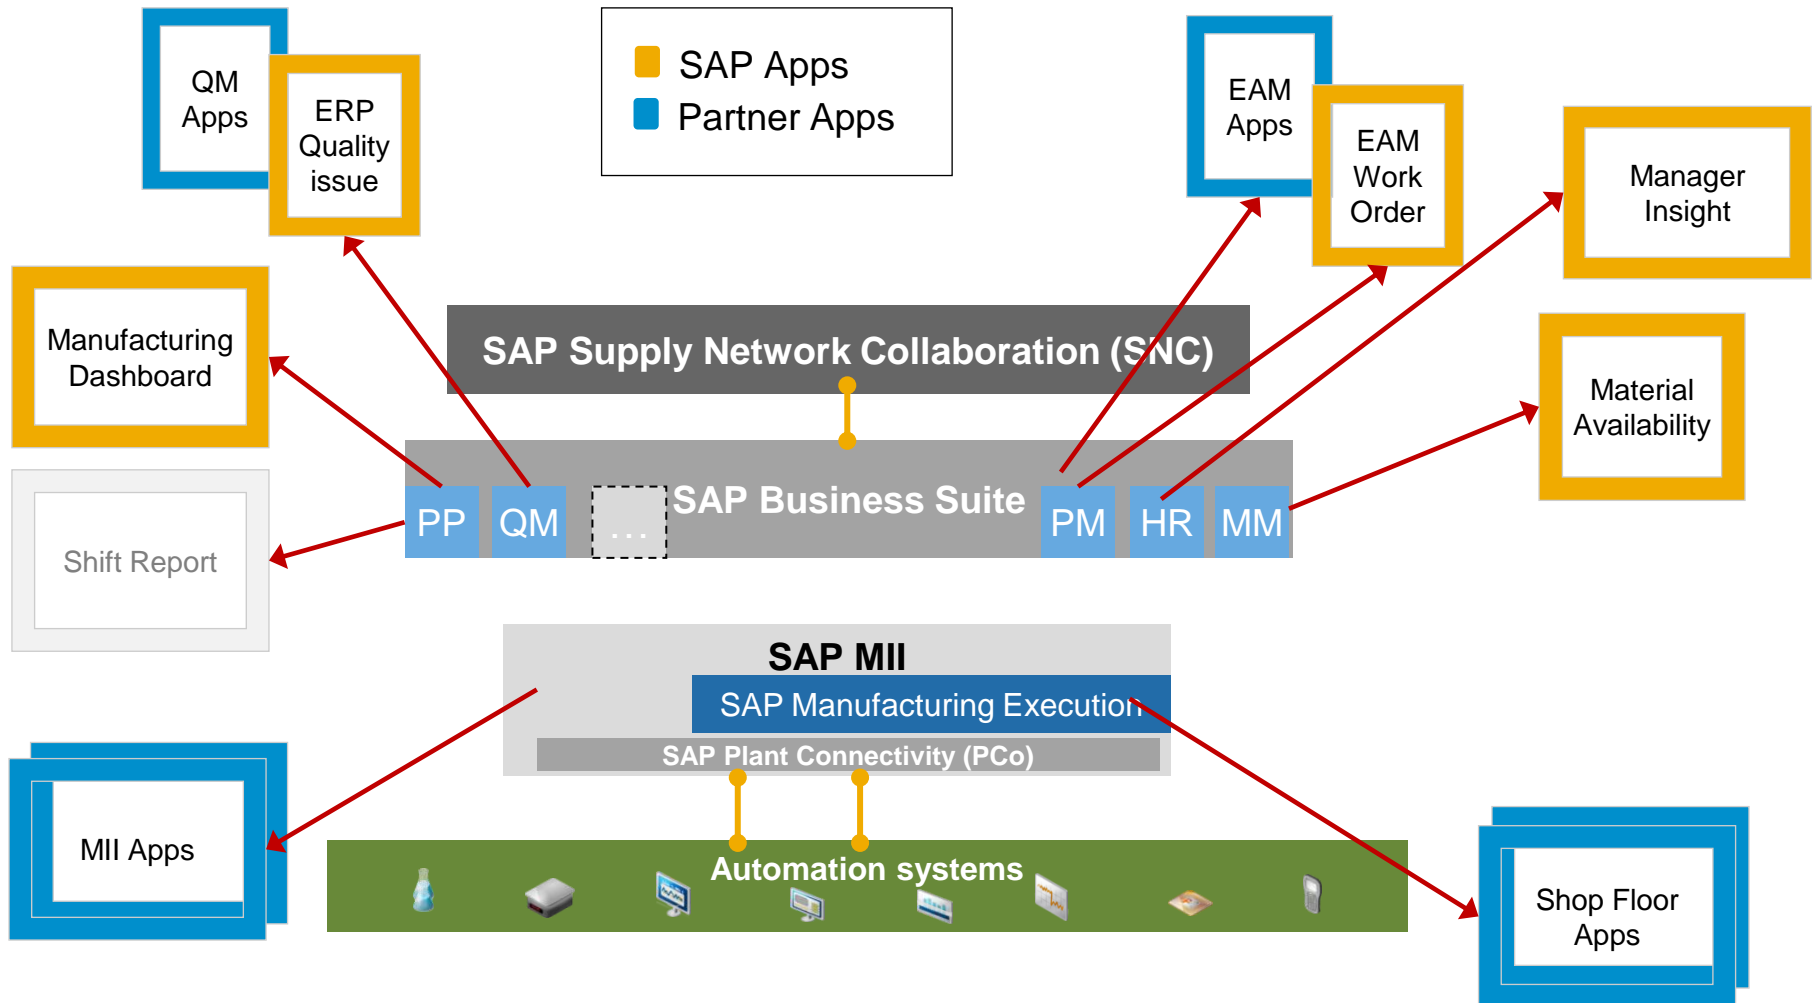 QM
Apps
ERP
Quality
issue
SAP Apps
Partner Apps
EAM
Apps
EAM
Work
Order
Manager
Insight
Manufacturing
Dashboard
SAP Supply Network Collaboration (SNC)
Material
Availability
SAP Business Suite
PP
QM
...
PM
HR
MM
Shift Report
SAP MII
SAP Manufacturing Execution
SAP Plant Connectivity (PCo)
MII Apps
Automation systems
Shop Floor
Apps